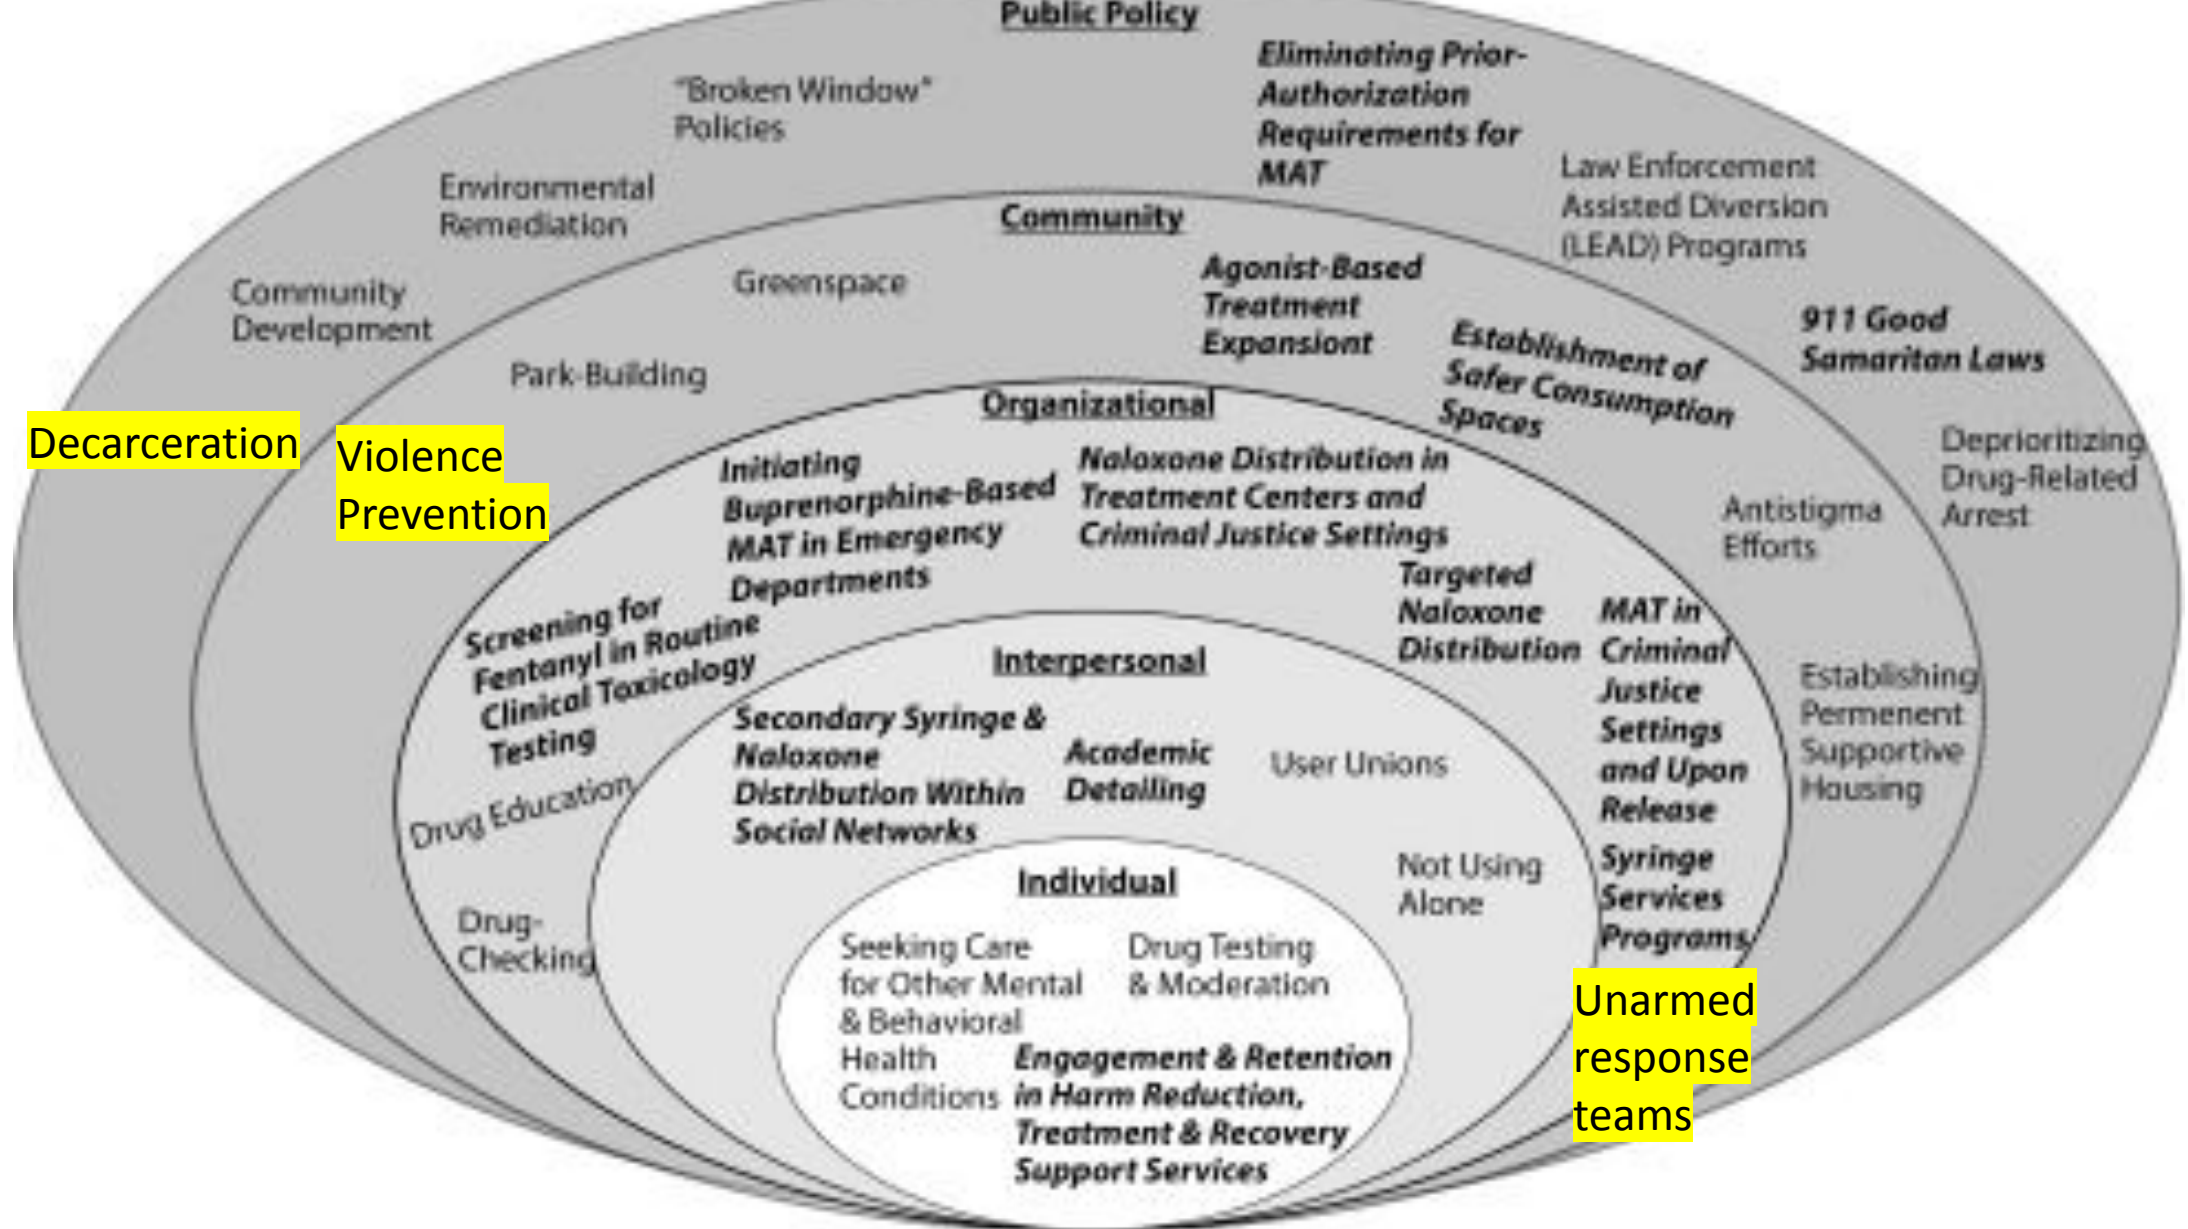 Public Policy
"Broken Window"
Policies
Eliminating Prior-
Authorization
Requirements for
MAT
Environmental
Remediation
Law Enforcement
Assisted Diversion
(LEAD) Programs
Community
Development
911 Good
Samaritan Laws
Decarceration
Deprioritizing
Drug-Related
Arrest
Community
Greenspace
Agonist-Based
Treatment
Expansiont
Park-Building
Establishment of
Safer Consumption
Spaces
Violence
Prevention
Antistigma
Efforts
Establishing
Permenent
Supportive
Housing
Organizational
Initiating
Buprenorphine-Based
MAT in Emergency
Departments
Naloxone Distribution in
Treatment Centers and
Criminal Justice Settings
Targeted
Naloxone
Distribution
MAT in
Criminal
Justice
Settings
and Upon
Release
Screening for
Fentanyl in Routine
Clinical Toxicology
Testing
Drug Education
Drug-
Checking
Syringe
Services
Programs
Unarmed
response
teams
Interpersonal
Secondary Syringe &
Naloxone
Distribution Within
Social Networks
Academic
Detailing
User Unions
Not Using
Alone
Individual
Seeking Care
for Other Mental
& Behavioral
Health
Conditions
Drug Testing
& Moderation
Engagement & Retention
in Harm Reduction,
Treatment & Recovery
Support Services